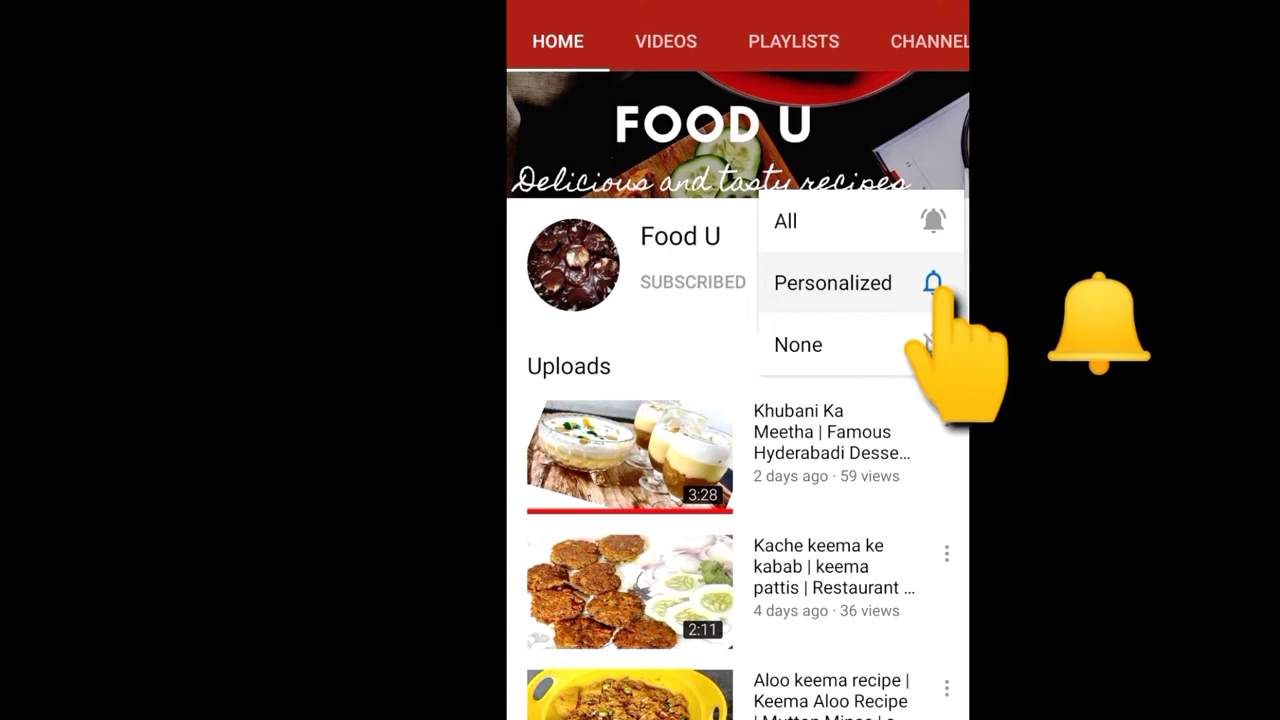 HOME VIDEOS PLAYLISTS CHANNEL
FOOD U
Delicious and tasty recipes
Food U
SUBSCRIBED
All
Personalized
None
Uploads
Khubani Ka
Meetha | Famous
Hyderabadi Desse...
2 days ago · 59 views
3:28
Kache keema ke
kabab | keema
pattis | Restaurant ...
4 days ago · 36 views
2:11
Aloo keema recipe |
Keema Aloo Recipe